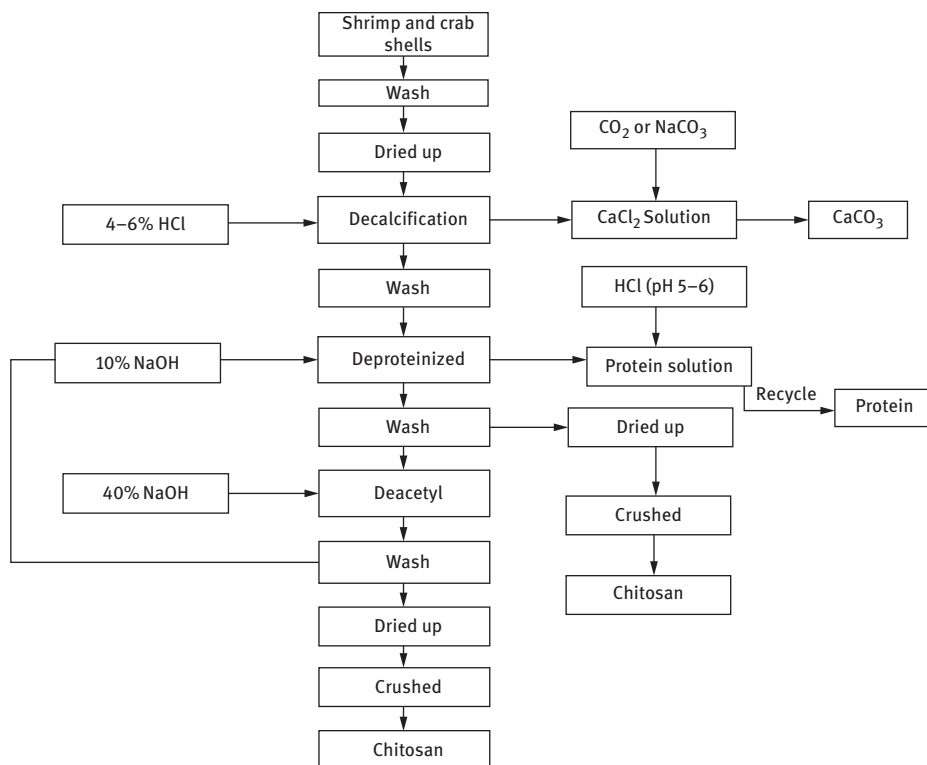 Shrimp and crab
shells
Wash
CO₂ or NaCO₃
Dried up
4–6% HCl
Decalcification
CaCl₂ Solution
CaCO₃
Wash
HCl (pH 5–6)
10% NaOH
Deproteinized
Protein solution
Recycle
Protein
Wash
Dried up
40% NaOH
Deacetyl
Crushed
Wash
Chitosan
Dried up
Crushed
Chitosan